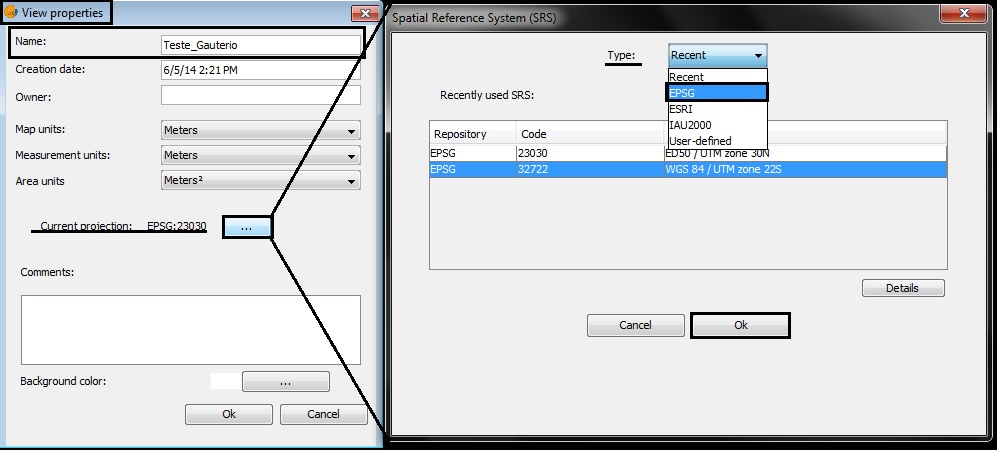 View properties
Name: Teste_Gauterio
Creation date: 6/5/14 2:21 PM
Owner:
Map units: Meters
Measurement units: Meters
Area units Meters²
Current projection: EPSG:23030 ...
Comments:
Background color: ...
Ok Cancel
Spatial Reference System (SRS)
Type: Recent
Recent
EPSG
ESRI
IAU2000
User-defined
Recently used SRS:
Repository Code
EPSG 23030 ED50 / UTM zone 30N
EPSG 32722 WGS 84 / UTM zone 22S
Details
Cancel Ok